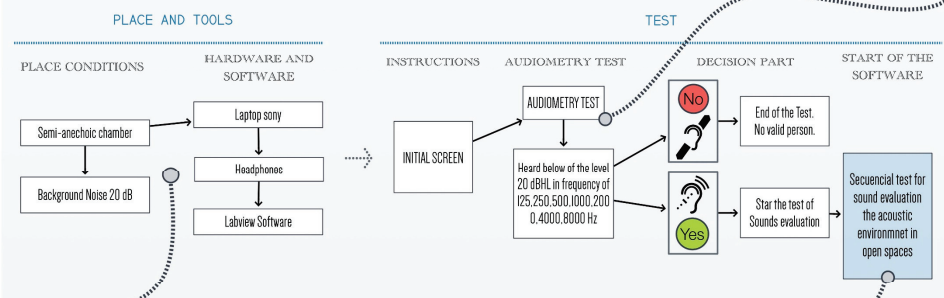 PLACE AND TOOLS
TEST
PLACE CONDITIONS
HARDWARE AND
SOFTWARE
INSTRUCTIONS
AUDIOMETRY TEST
DECISION PART
START OF THE
SOFTWARE
Semi-anechoic chamber
Background Noise 20 dB
Laptop sony
Headphones
Labview Software
INITIAL SCREEN
AUDIOMETRY TEST
Heard below of the level
20 dBHL in frequency of
125,250,500,1000,200
0,4000,8000 Hz
No
Yes
End of the Test.
No valid person.
Star the test of
Sounds evaluation
Secuencial test for
sound evaluation
the acoustic
environmnet in
open spaces